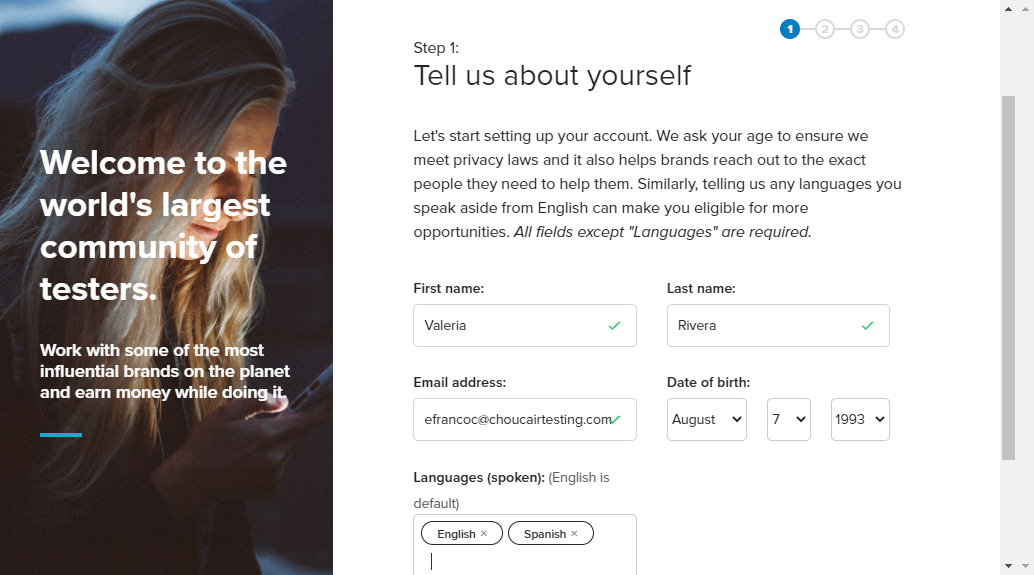 Welcome to the
world's largest
community of
testers.
Work with some of the most
influential brands on the planet
and earn money while doing it.
1 2 3 4
Step 1:
Tell us about yourself
Let's start setting up your account. We ask your age to ensure we
meet privacy laws and it also helps brands reach out to the exact
people they need to help them. Similarly, telling us any languages you
speak aside from English can make you eligible for more
opportunities. All fields except "Languages" are required.
First name: Last name:
Valeria Rivera
Email address: Date of birth:
efrancoc@choucairtesting.com August 7 1993
Languages (spoken): (English is
default)
English × Spanish ×